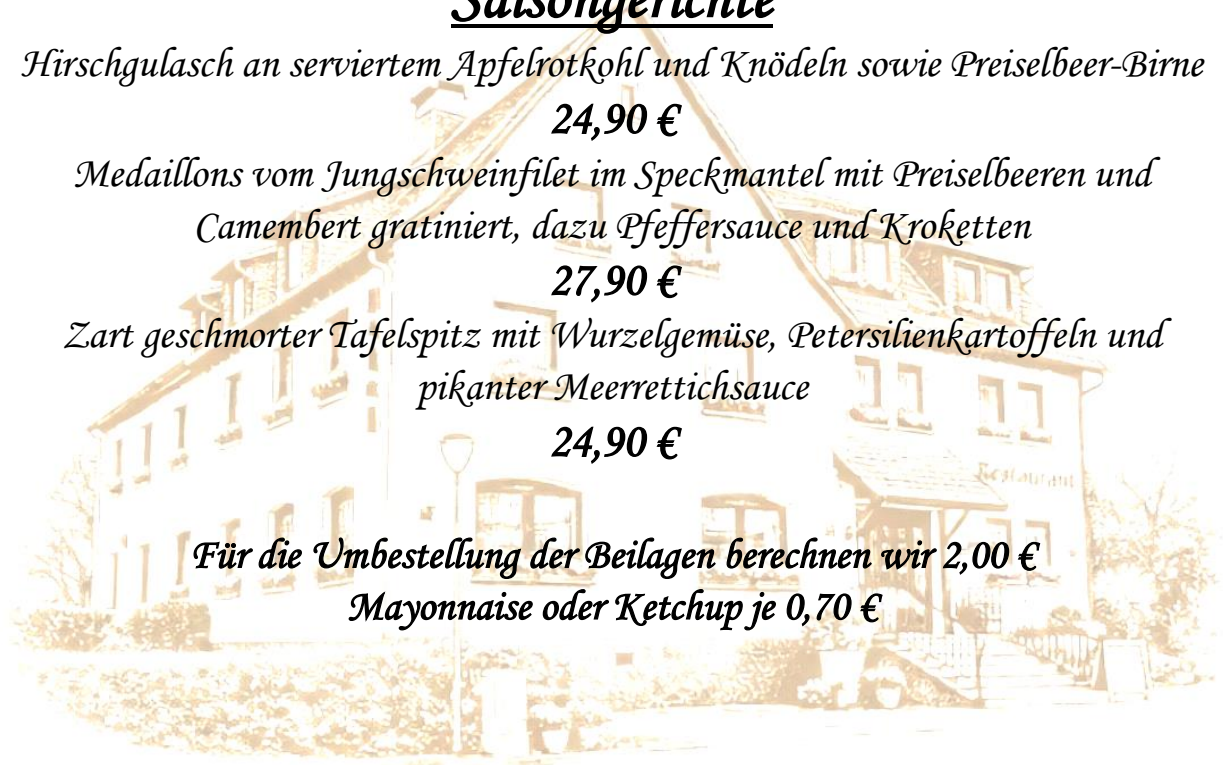 Saisongerichte
Hirschgulasch an serviertem Apfelrotkohl und Knödeln sowie Preiselbeer-Birne
24,90 €
Medaillons vom Jungschweinfilet im Speckmantel mit Preiselbeeren und
Camembert gratiniert, dazu Pfeffersauce und Kroketten
27,90 €
Zart geschmorter Tafelspitz mit Wurzelgemüse, Petersilienkartoffeln und
pikanter Meerrettichsauce
24,90 €
Restaurant
Für die Umbestellung der Beilagen berechnen wir 2,00 €
Mayonnaise oder Ketchup je 0,70 €